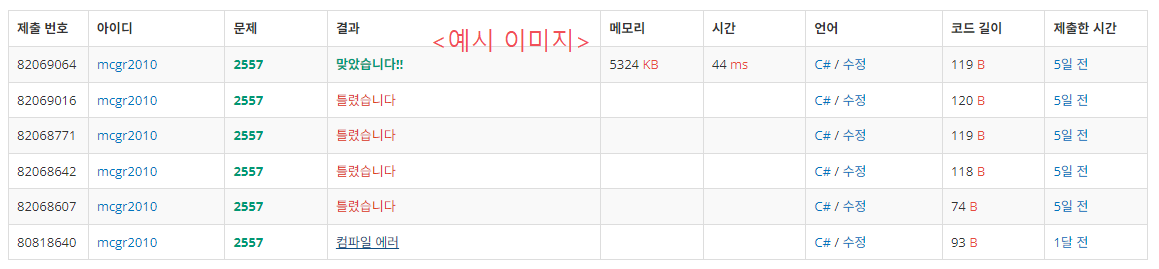 제출 번호 아이디 문제 결과 메모리 시간 언어 코드 길이 제출한 시간
<예시 이미지>
82069064 mcgr2010 2557 맞았습니다!! 5324 KB 44 ms C# / 수정 119 B 5일 전
82069016 mcgr2010 2557 틀렸습니다 C# / 수정 120 B 5일 전
82068771 mcgr2010 2557 틀렸습니다 C# / 수정 119 B 5일 전
82068642 mcgr2010 2557 틀렸습니다 C# / 수정 118 B 5일 전
82068607 mcgr2010 2557 틀렸습니다 C# / 수정 74 B 5일 전
80818640 mcgr2010 2557 컴파일 에러 C# / 수정 93 B 1달 전